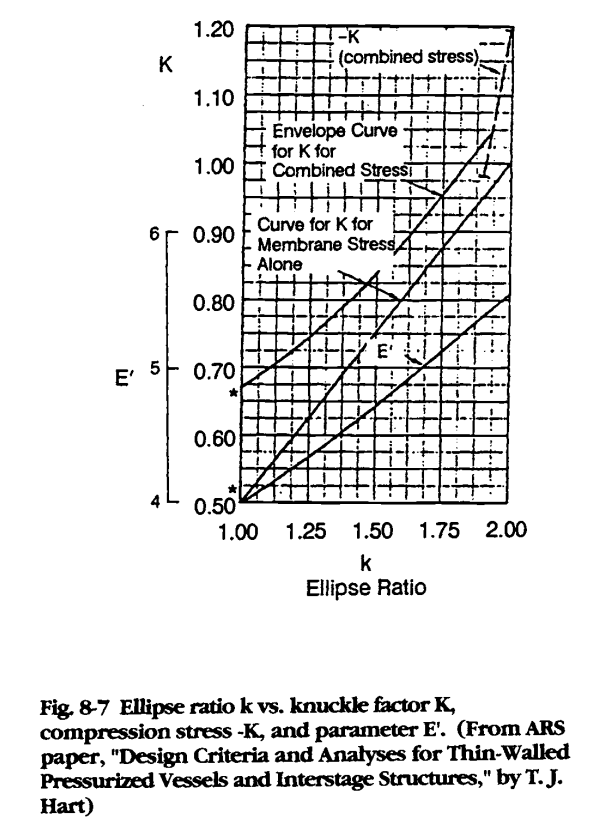 1.20
-K
(combined stress)
K
1.10
Envelope Curve
for K for
Combined Stress
1.00
Curve for K for
Membrane Stress
Alone
6
0.90
0.80
E'
5
0.70
E'
*
0.60
*
4
0.50
1.00 1.25 1.50 1.75 2.00
k
Ellipse Ratio
Fig. 8-7 Ellipse ratio k vs. knuckle factor K,
compression stress -K, and parameter E'. (From ARS
paper, "Design Criteria and Analyses for Thin-Walled
Pressurized Vessels and Interstage Structures," by T. J.
Hart)